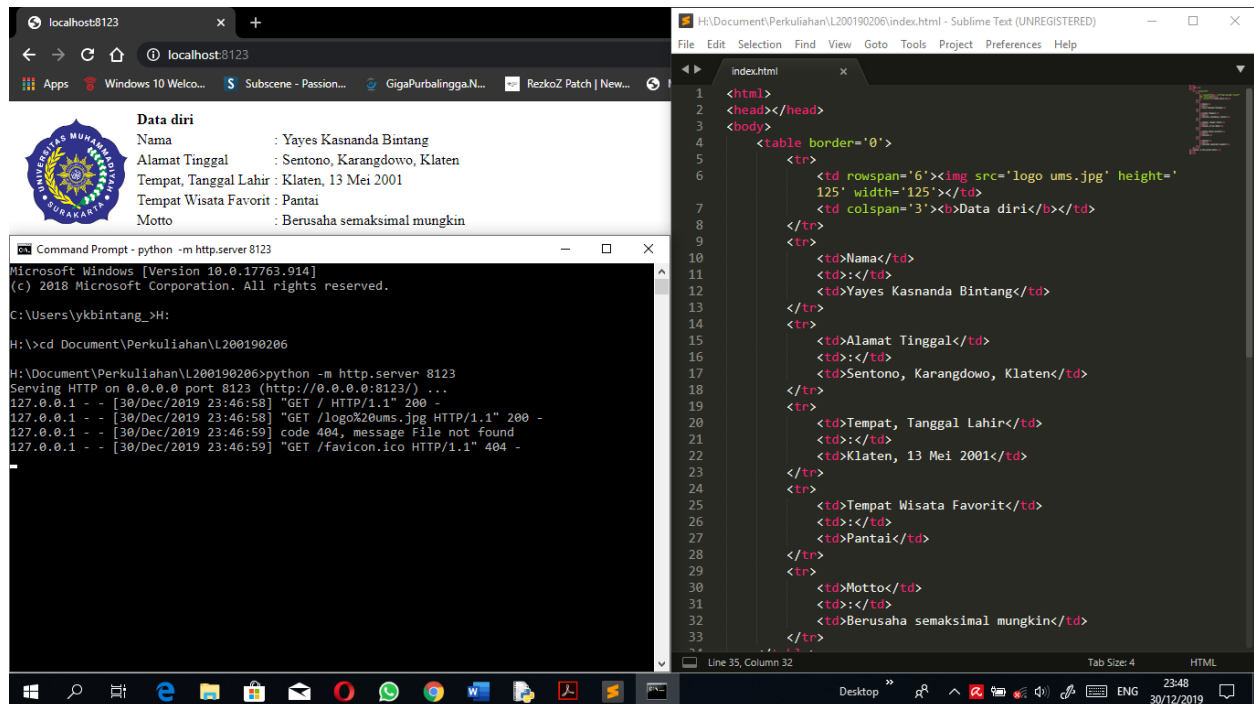 localhost:8123
localhost:8123
Apps
Windows 10 Welco...
Subscene - Passion...
GigaPurbalingga.N...
RezkoZ Patch | New...
UNIVERSITAS MUHAMMADIYAH
SURAKARTA
Data diri
Nama : Yayes Kasnanda Bintang
Alamat Tinggal : Sentono, Karangdowo, Klaten
Tempat, Tanggal Lahir : Klaten, 13 Mei 2001
Tempat Wisata Favorit : Pantai
Motto : Berusaha semaksimal mungkin
Command Prompt - python -m http.server 8123
Microsoft Windows [Version 10.0.17763.914]
(c) 2018 Microsoft Corporation. All rights reserved.
C:\Users\ykbintang_>H:
H:\>cd Document\Perkuliahan\L200190206
H:\Document\Perkuliahan\L200190206>python -m http.server 8123
Serving HTTP on 0.0.0.0 port 8123 (http://0.0.0.0:8123/) ...
127.0.0.1 - - [30/Dec/2019 23:46:58] "GET / HTTP/1.1" 200 -
127.0.0.1 - - [30/Dec/2019 23:46:58] "GET /logo%20ums.jpg HTTP/1.1" 200 -
127.0.0.1 - - [30/Dec/2019 23:46:59] code 404, message File not found
127.0.0.1 - - [30/Dec/2019 23:46:59] "GET /favicon.ico HTTP/1.1" 404 -
H:\Document\Perkuliahan\L200190206\index.html - Sublime Text (UNREGISTERED)
File Edit Selection Find View Goto Tools Project Preferences Help
index.html
1 <html>
2 <head></head>
3 <body>
4 <table border='0'>
5 <tr>
6 <td rowspan='6'><img src='logo ums.jpg' height='
125' width='125'></td>
7 <td colspan='3'><b>Data diri</b></td>
8 </tr>
9 <tr>
10 <td>Nama</td>
11 <td>:</td>
12 <td>Yayes Kasnanda Bintang</td>
13 </tr>
14 <tr>
15 <td>Alamat Tinggal</td>
16 <td>:</td>
17 <td>Sentono, Karangdowo, Klaten</td>
18 </tr>
19 <tr>
20 <td>Tempat, Tanggal Lahir</td>
21 <td>:</td>
22 <td>Klaten, 13 Mei 2001</td>
23 </tr>
24 <tr>
25 <td>Tempat Wisata Favorit</td>
26 <td>:</td>
27 <td>Pantai</td>
28 </tr>
29 <tr>
30 <td>Motto</td>
31 <td>:</td>
32 <td>Berusaha semaksimal mungkin</td>
33 </tr>
Line 35, Column 32
Tab Size: 4
HTML
Desktop
ENG
23:48
30/12/2019